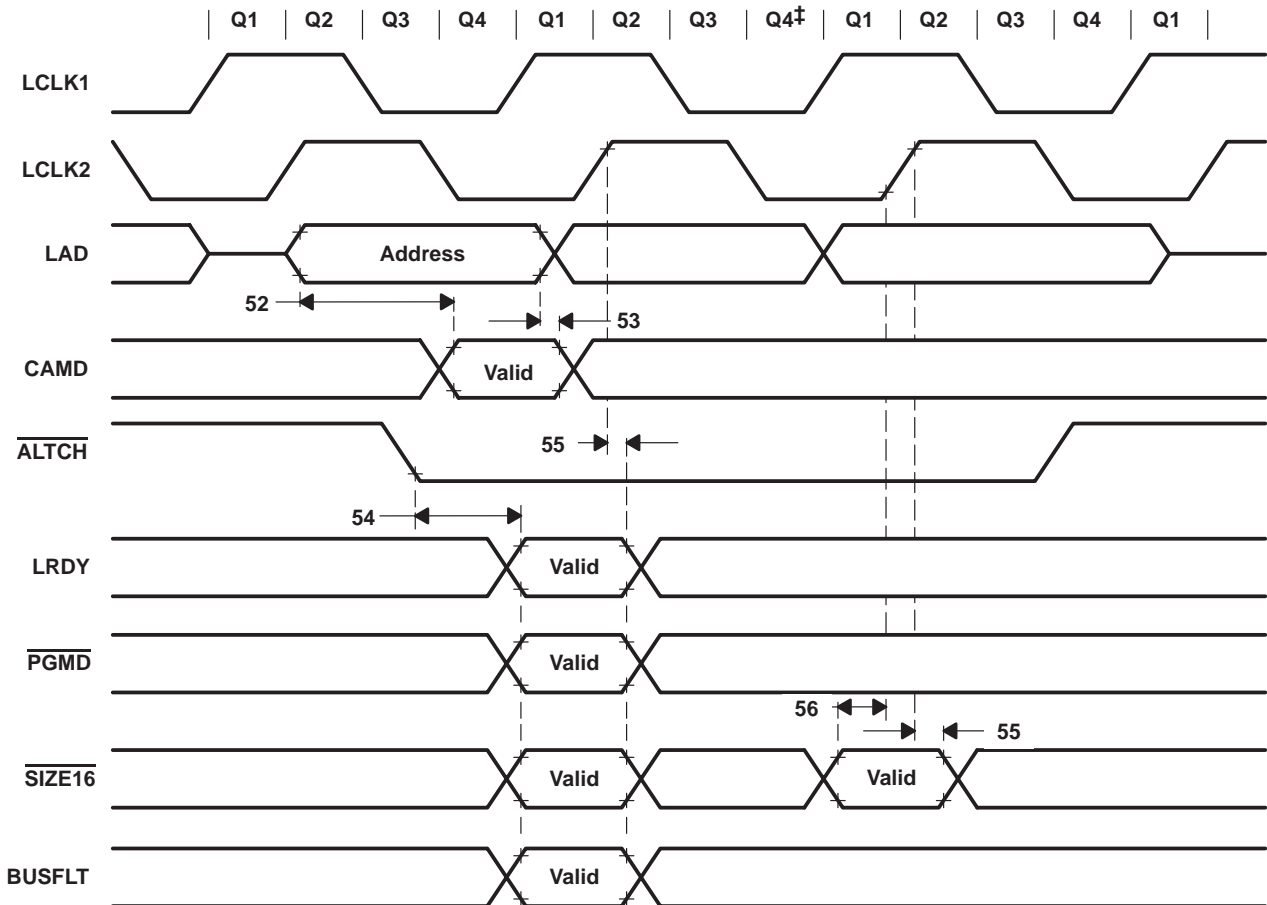 Q1 Q2 Q3 Q4 Q1 Q2 Q3 Q4‡ Q1 Q2 Q3 Q4 Q1
LCLK1
LCLK2
LAD Address
52 53
CAMD Valid
ALTCH 55
54
LRDY Valid
PGMD Valid
56
55
SIZE16 Valid Valid
BUSFLT Valid